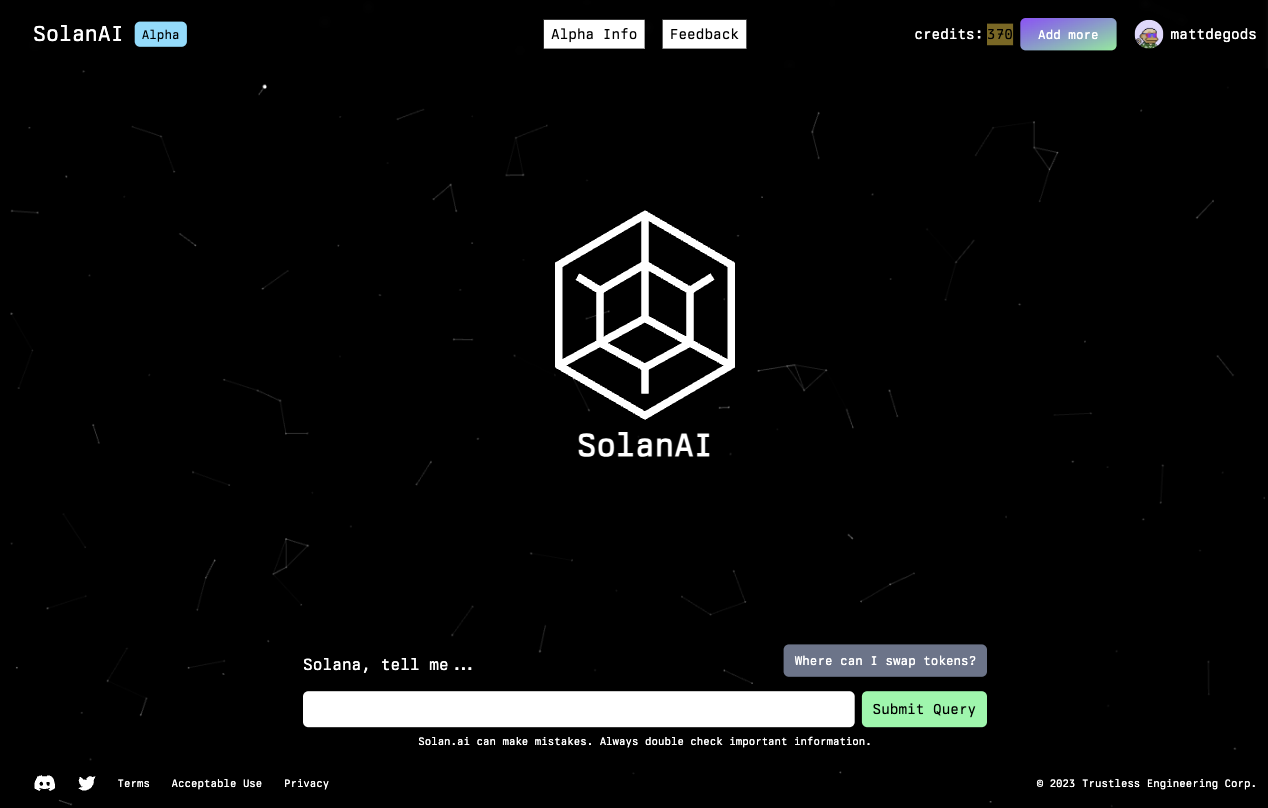 SolanAI Alpha Alpha Info Feedback credits: 370 Add more mattdegods
SolanAI
Solana, tell me...
Where can I swap tokens?
Submit Query
Solan.ai can make mistakes. Always double check important information.
Terms Acceptable Use Privacy © 2023 Trustless Engineering Corp.